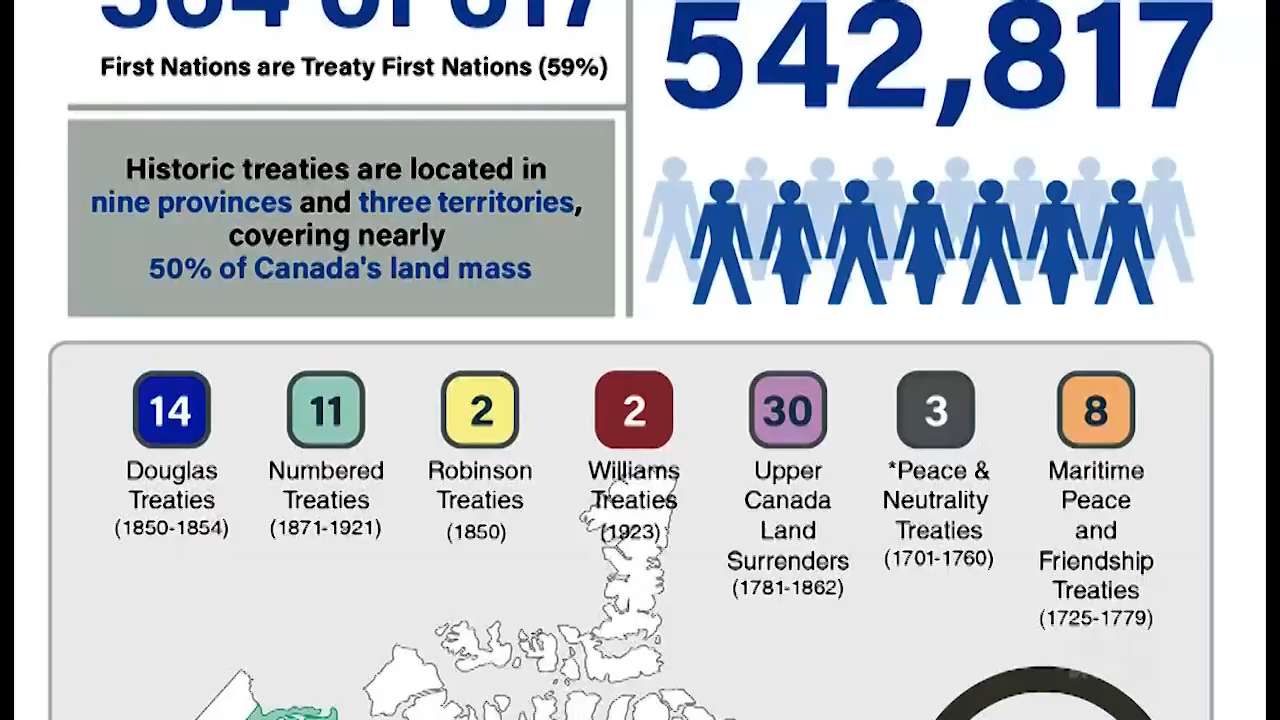 364 of 617
First Nations are Treaty First Nations (59%)
542,817
Historic treaties are located in
nine provinces and three territories,
covering nearly
50% of Canada's land mass
14
Douglas
Treaties
(1850-1854)
11
Numbered
Treaties
(1871-1921)
2
Robinson
Treaties
(1850)
2
Williams
Treaties
(1923)
30
Upper
Canada
Land
Surrenders
(1781-1862)
3
*Peace &
Neutrality
Treaties
(1701-1760)
8
Maritime
Peace
and
Friendship
Treaties
(1725-1779)